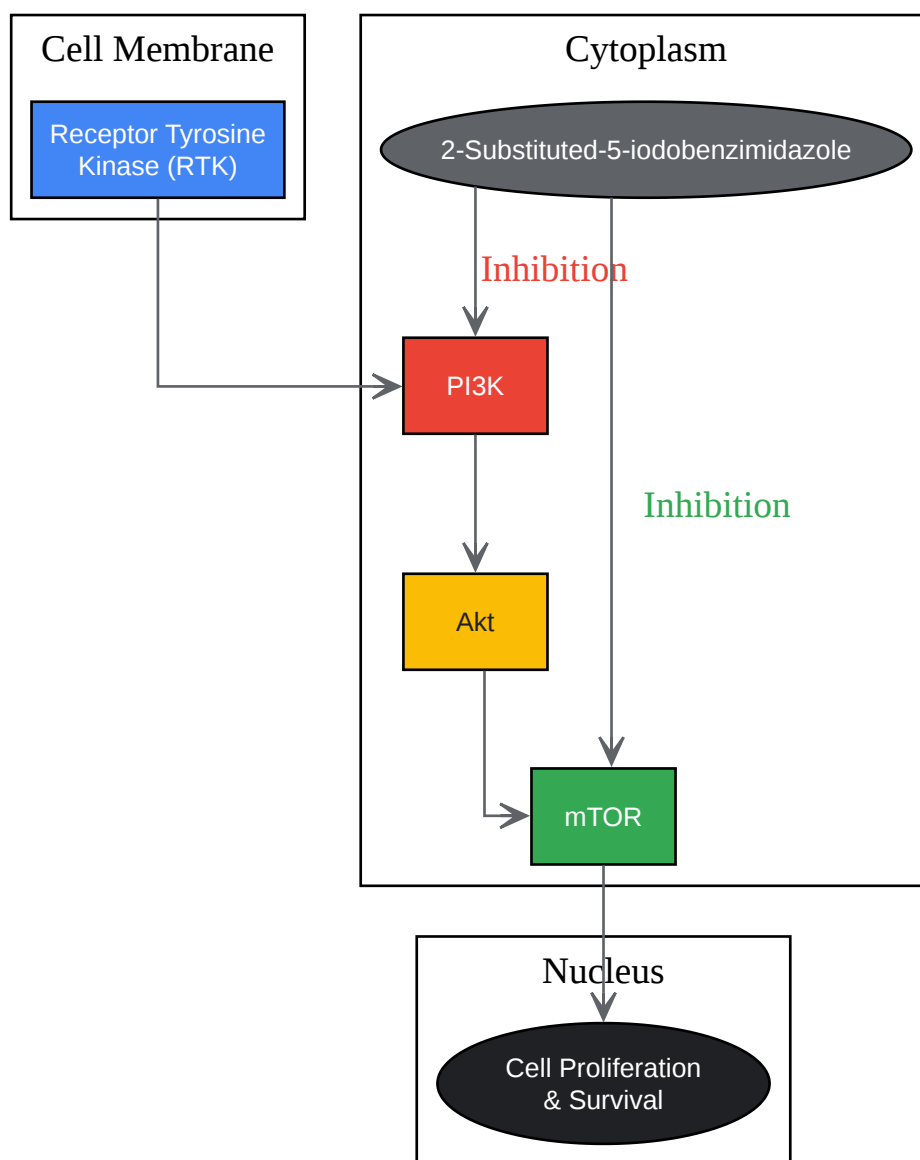 Cell Membrane
Receptor Tyrosine
Kinase (RTK)
Cytoplasm
2-Substituted-5-iodobenzimidazole
Inhibition
PI3K
Inhibition
Akt
mTOR
Nucleus
Cell Proliferation
& Survival